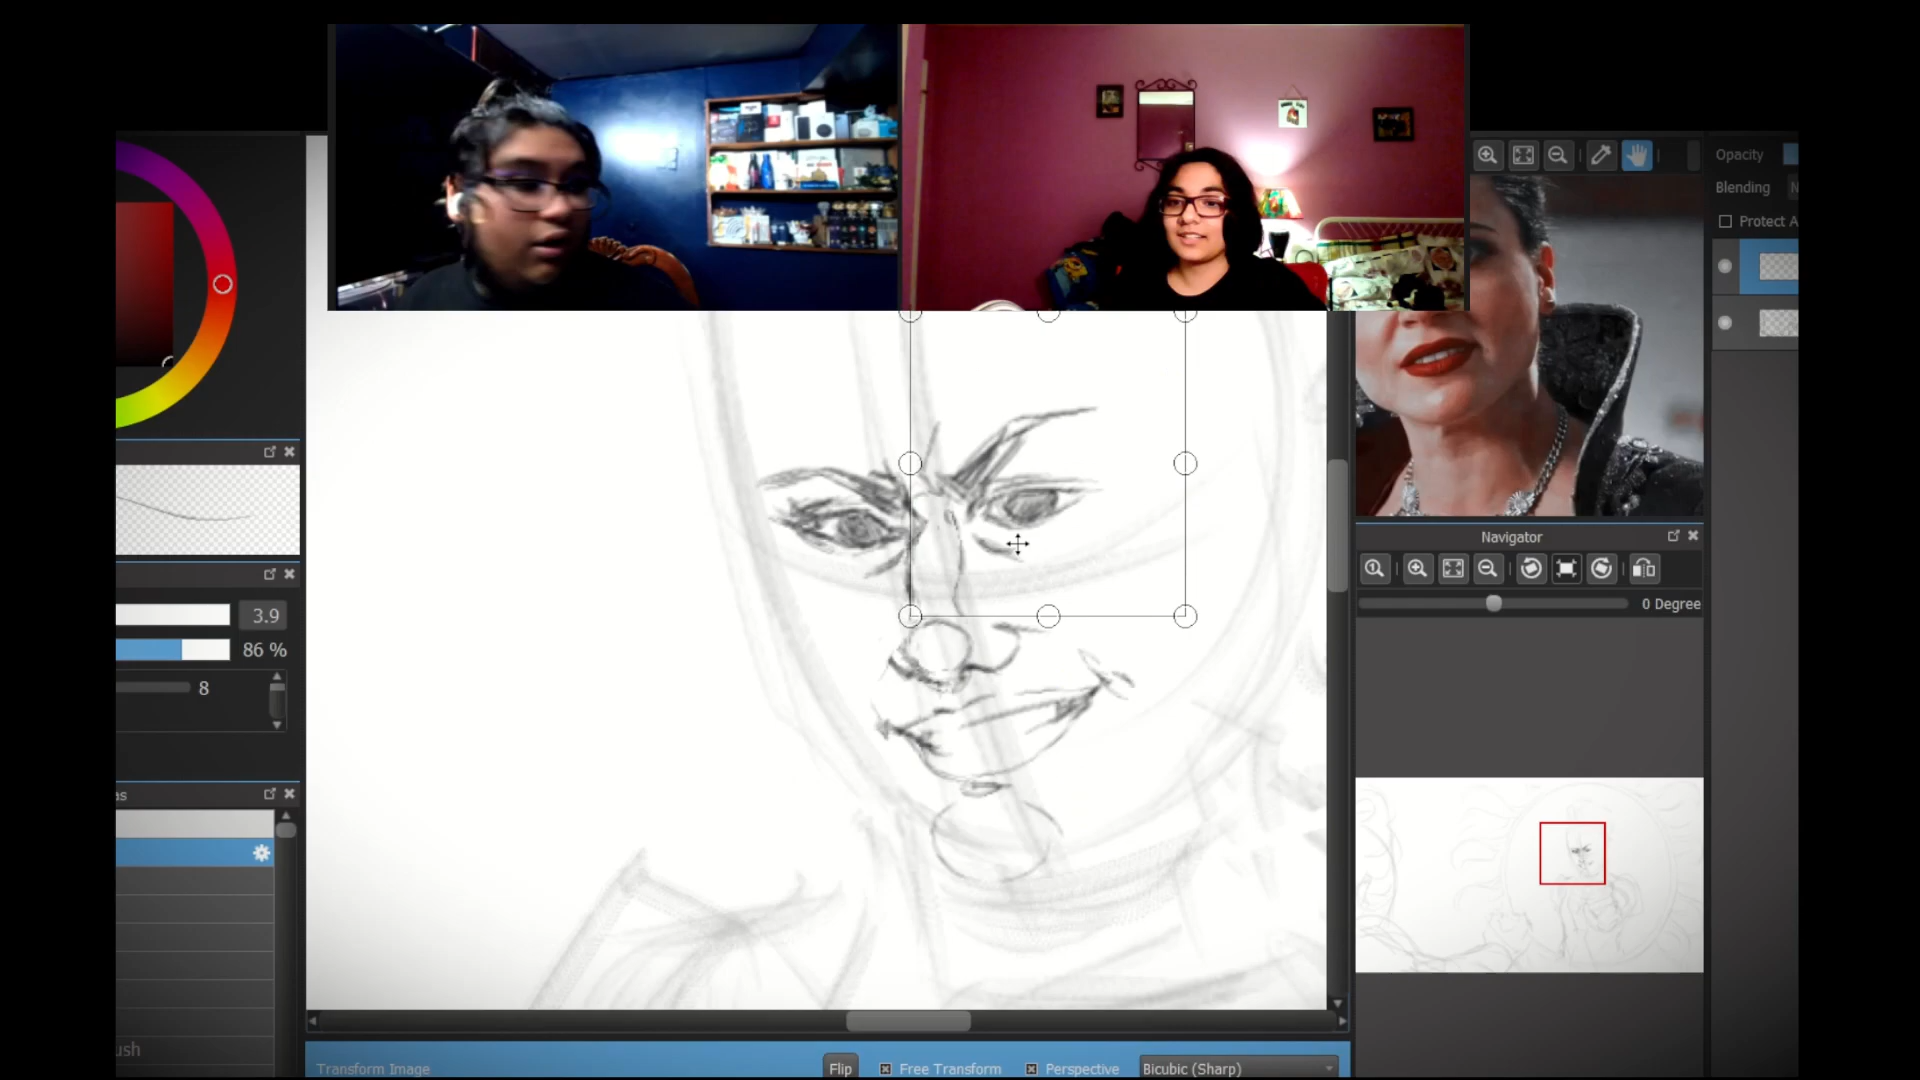 Opacity
Blending
Protect A
Navigator
0 Degree
3.9
86 %
8
as
ush
Transform Image
Flip
Free Transform
Perspective
Bicubic (Sharp)